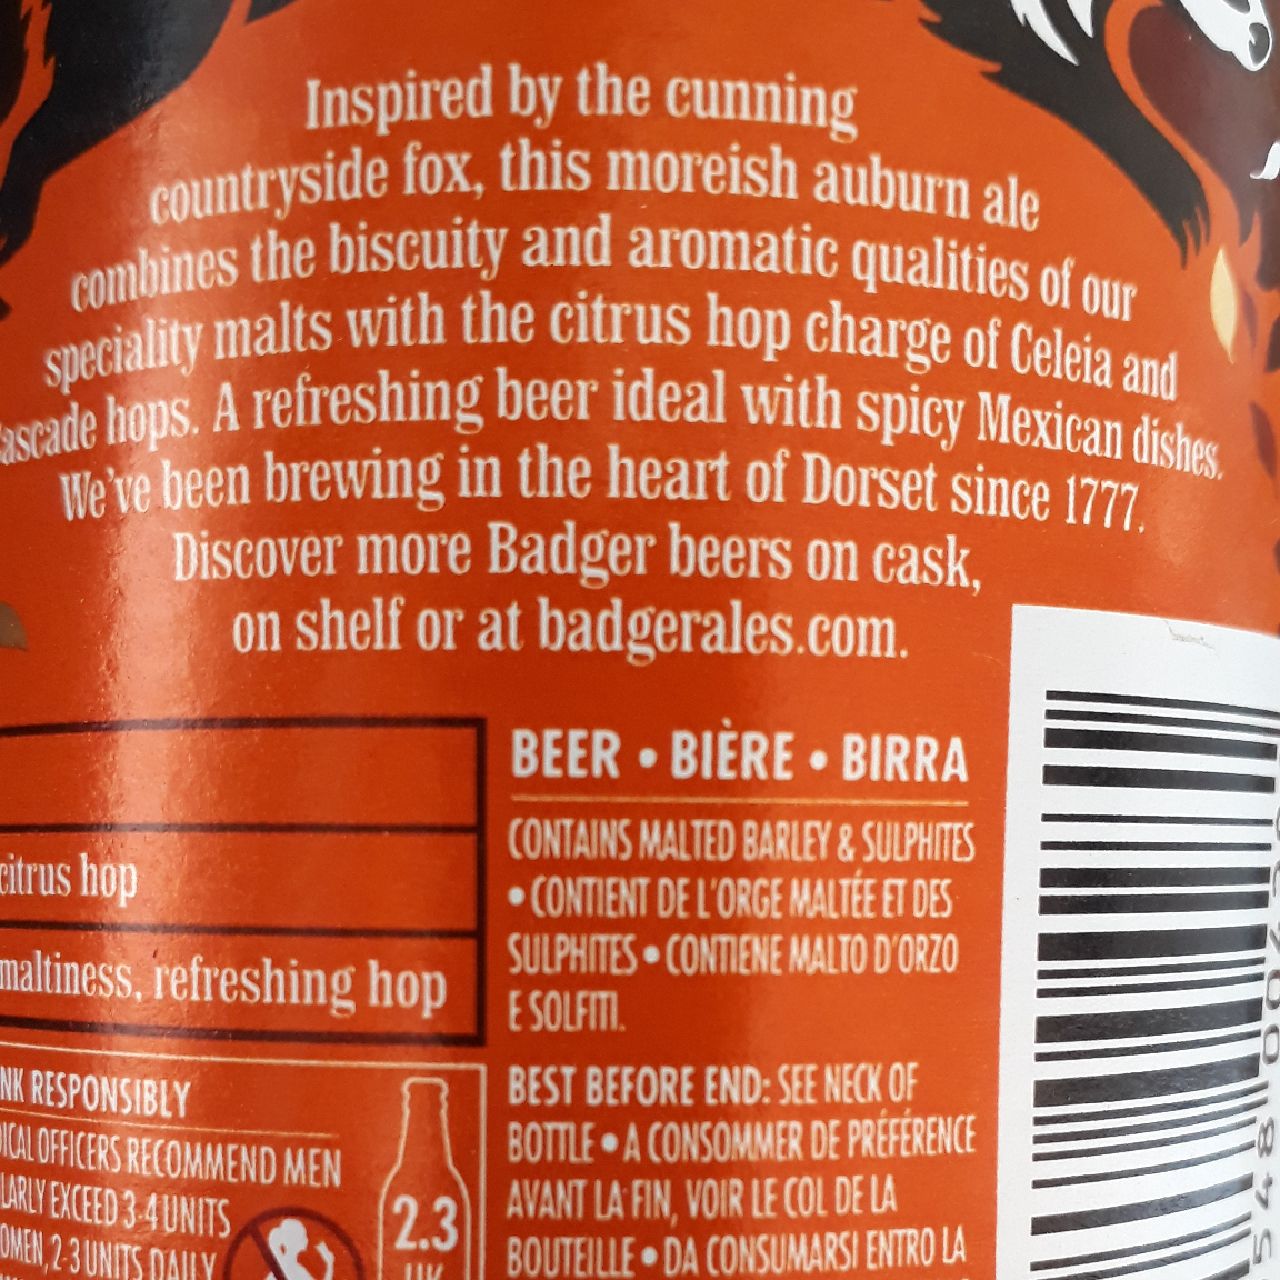 Inspired by the cunning
countryside fox, this moreish auburn ale
combines the biscuity and aromatic qualities of our
speciality malts with the citrus hop charge of Celeia and
ascade hops. A refreshing beer ideal with spicy Mexican dishes.
We've been brewing in the heart of Dorset since 1777.
Discover more Badger beers on cask,
on shelf or at badgerales.com.
citrus hop
maltiness, refreshing hop
NK RESPONSIBLY
ICAL OFFICERS RECOMMEND MEN
LARLY EXCEED 3-4 UNITS
OMEN, 2-3 UNITS DAILY
2.3
UK
BEER • BIÈRE • BIRRA
CONTAINS MALTED BARLEY & SULPHITES
• CONTIENT DE L'ORGE MALTÉE ET DES
SULPHITES • CONTIENE MALTO D'ORZO
E SOLFITI.
BEST BEFORE END: SEE NECK OF
BOTTLE • A CONSOMMER DE PRÉFÉRENCE
AVANT LA FIN, VOIR LE COL DE LA
BOUTEILLE • DA CONSUMARSI ENTRO LA